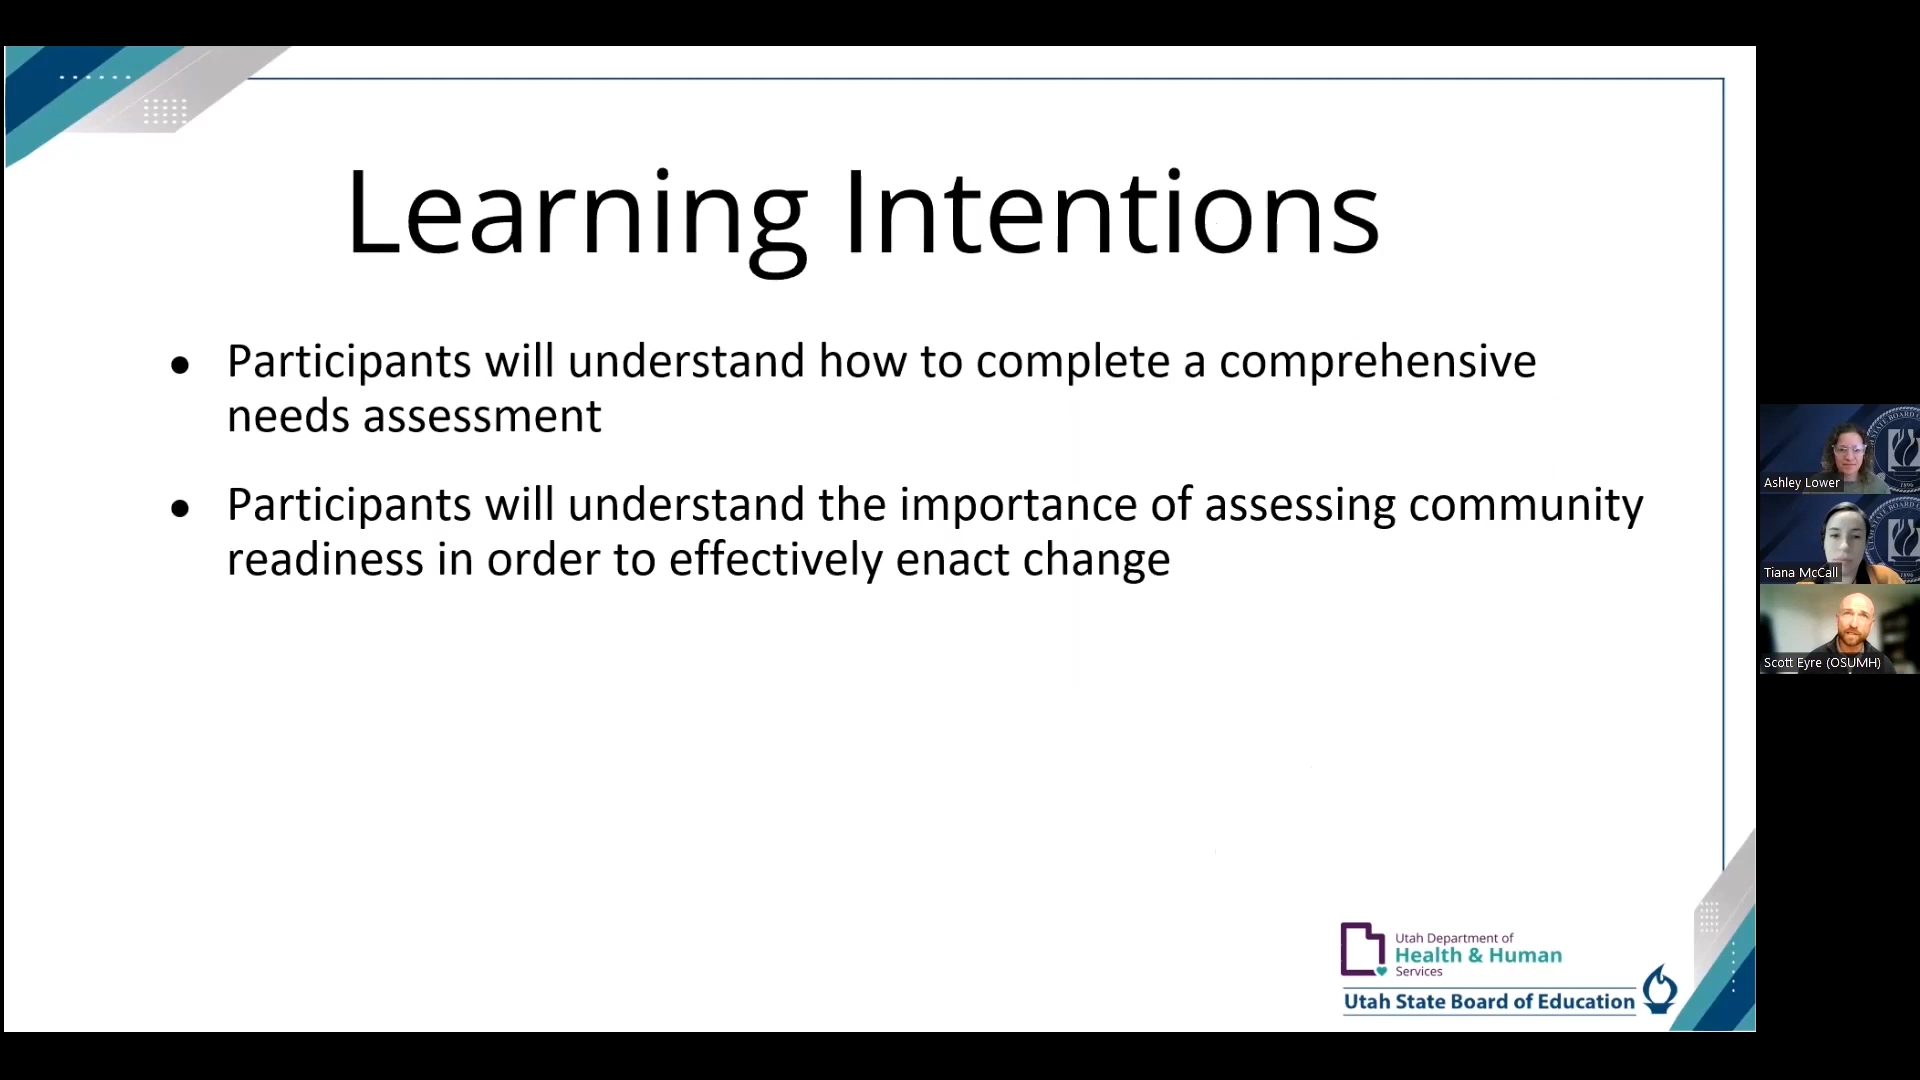 Learning Intentions
● Participants will understand how to complete a comprehensive
needs assessment
● Participants will understand the importance of assessing community
readiness in order to effectively enact change
Utah Department of
Health & Human
Services
Utah State Board of Education
Ashley Lower
Tiana McCall
Scott Eyre (OSUMH)